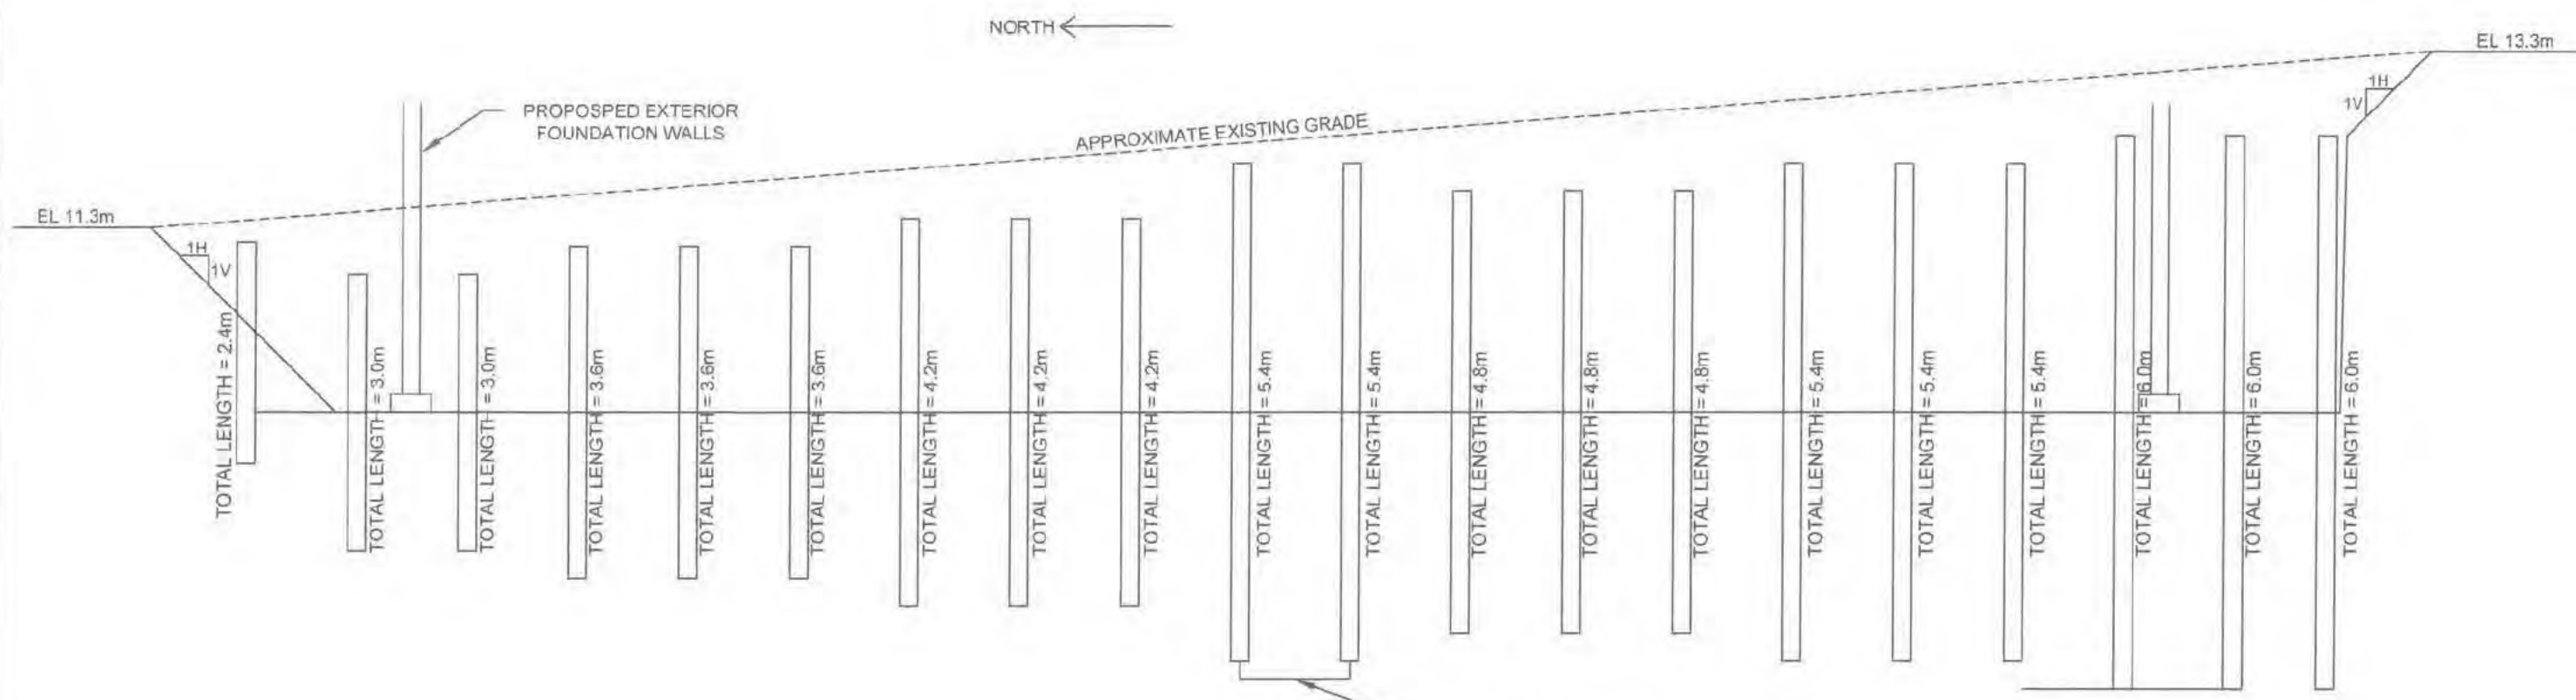 NORTH
EL 13.3m
1H
1V
PROPOSPED EXTERIOR
FOUNDATION WALLS
APPROXIMATE EXISTING GRADE
EL 11.3m
1H
1V
TOTAL LENGTH = 2.4m
TOTAL LENGTH = 3.0m
TOTAL LENGTH = 3.0m
TOTAL LENGTH = 3.6m
TOTAL LENGTH = 3.6m
TOTAL LENGTH = 3.6m
TOTAL LENGTH = 4.2m
TOTAL LENGTH = 4.2m
TOTAL LENGTH = 4.2m
TOTAL LENGTH = 5.4m
TOTAL LENGTH = 5.4m
TOTAL LENGTH = 4.8m
TOTAL LENGTH = 4.8m
TOTAL LENGTH = 4.8m
TOTAL LENGTH = 5.4m
TOTAL LENGTH = 5.4m
TOTAL LENGTH = 5.4m
TOTAL LENGTH = 6.0m
TOTAL LENGTH = 6.0m
TOTAL LENGTH = 6.0m